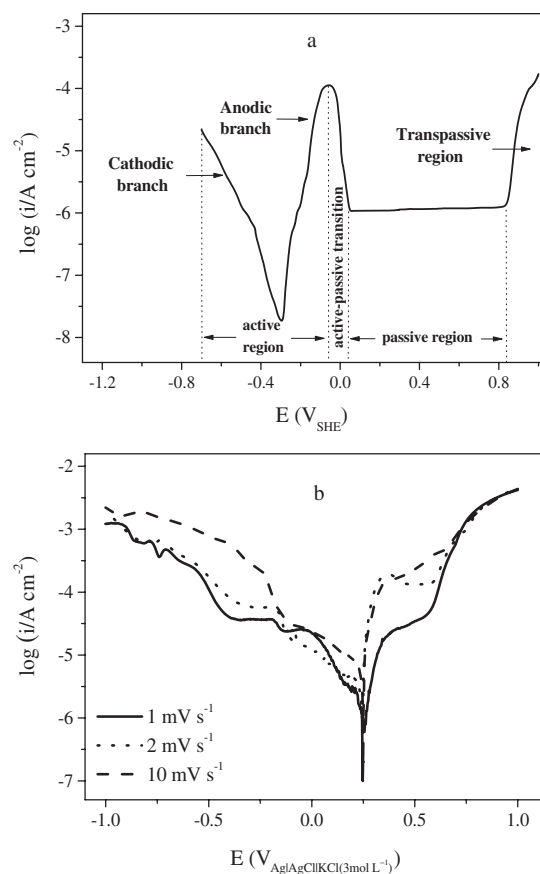 a
-3
-4
-5
-6
-7
-8
log (i/A cm-2)
Cathodic
branch
Anodic
branch
Transpassive
region
active-passive transition
active
region
passive region
-1.2
-0.8
-0.4
0.0
0.4
0.8
E (VSHE)
b
-2
-3
-4
-5
-6
-7
log (i/A cm-2)
1 mV s-1
2 mV s-1
10 mV s-1
-1.0
-0.5
0.0
0.5
1.0
E (VAg|AgCl|KCl(3mol L-1))